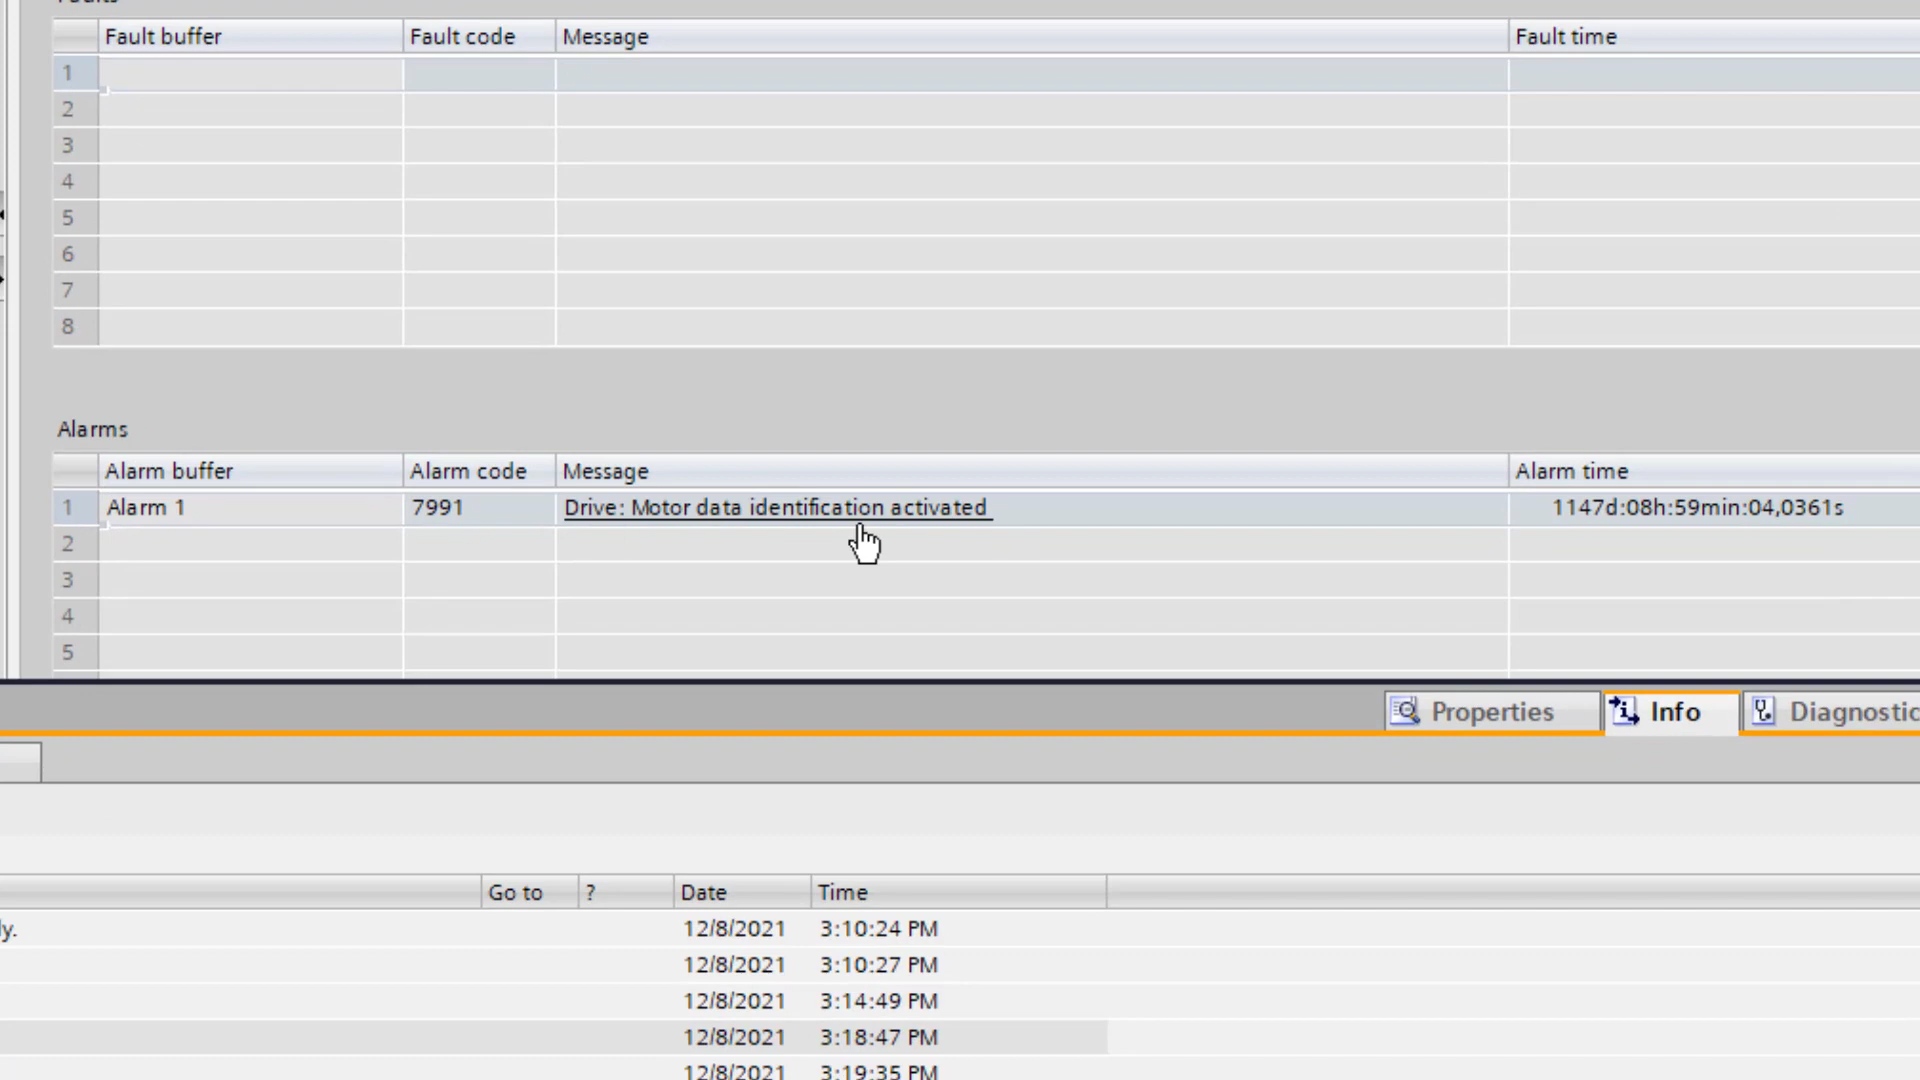 Faults
Fault buffer Fault code Message Fault time
1
2
3
4
5
6
7
8
Alarms
Alarm buffer Alarm code Message Alarm time
1 Alarm 1 7991 Drive: Motor data identification activated 1147d:08h:59min:04,0361s
2
3
4
5
Properties Info Diagnostic
Go to ? Date Time
ly. 12/8/2021 3:10:24 PM
12/8/2021 3:10:27 PM
12/8/2021 3:14:49 PM
12/8/2021 3:18:47 PM
12/8/2021 3:19:35 PM